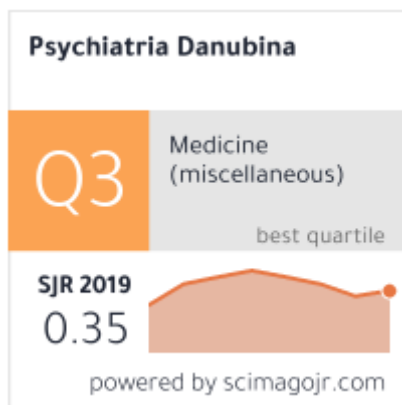 Psychiatria Danubina
Q3
Medicine
(miscellaneous)
best quartile
SJR 2019
0.35
powered by scimagojr.com